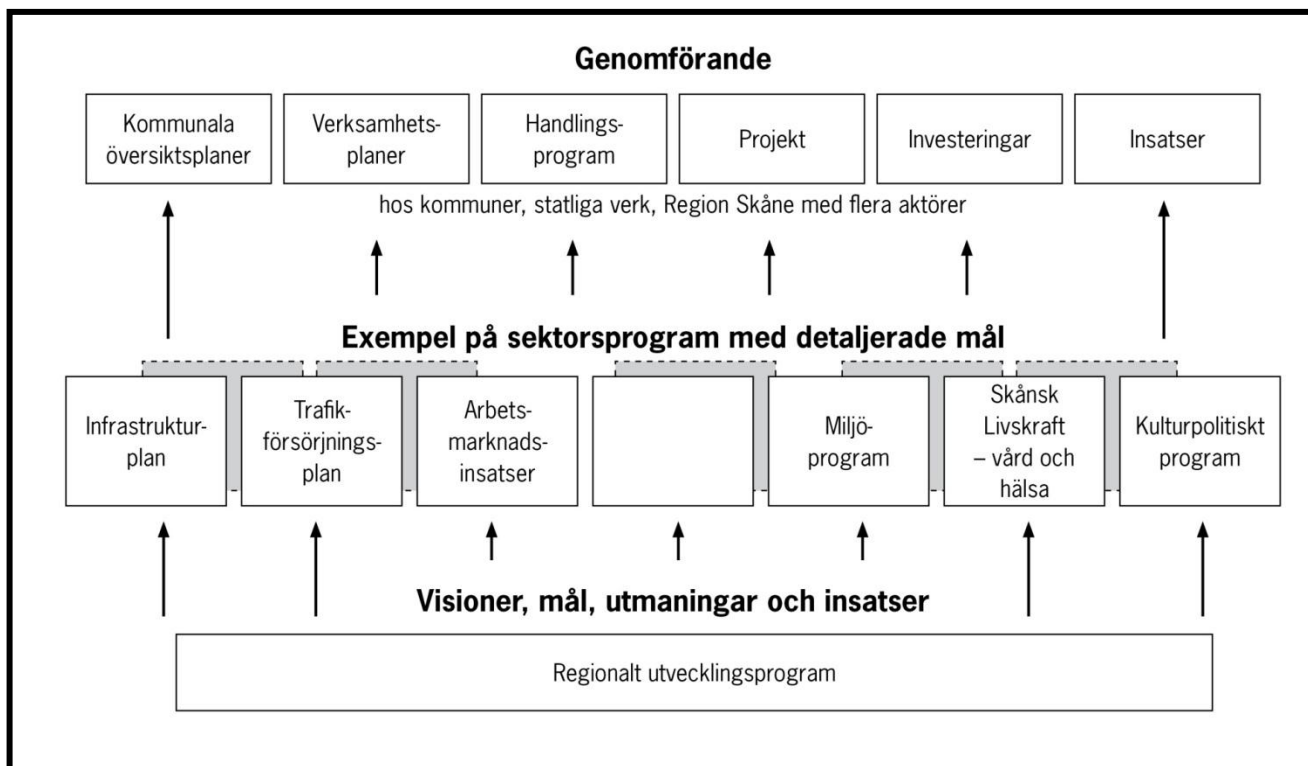 Genomförande
Kommunala
översiktsplaner
Verksamhets-
planer
Handlings-
program
Projekt
Investeringar
Insatser
hos kommuner, statliga verk, Region Skåne med flera aktörer
Exempel på sektorsprogram med detaljerade mål
Infrastruktur-
plan
Trafik-
försörjnings-
plan
Arbets-
marknads-
insatser
Miljö-
program
Skånsk
Livskraft
– vård och
hälsa
Kulturpolitiskt
program
Visioner, mål, utmaningar och insatser
Regionalt utvecklingsprogram